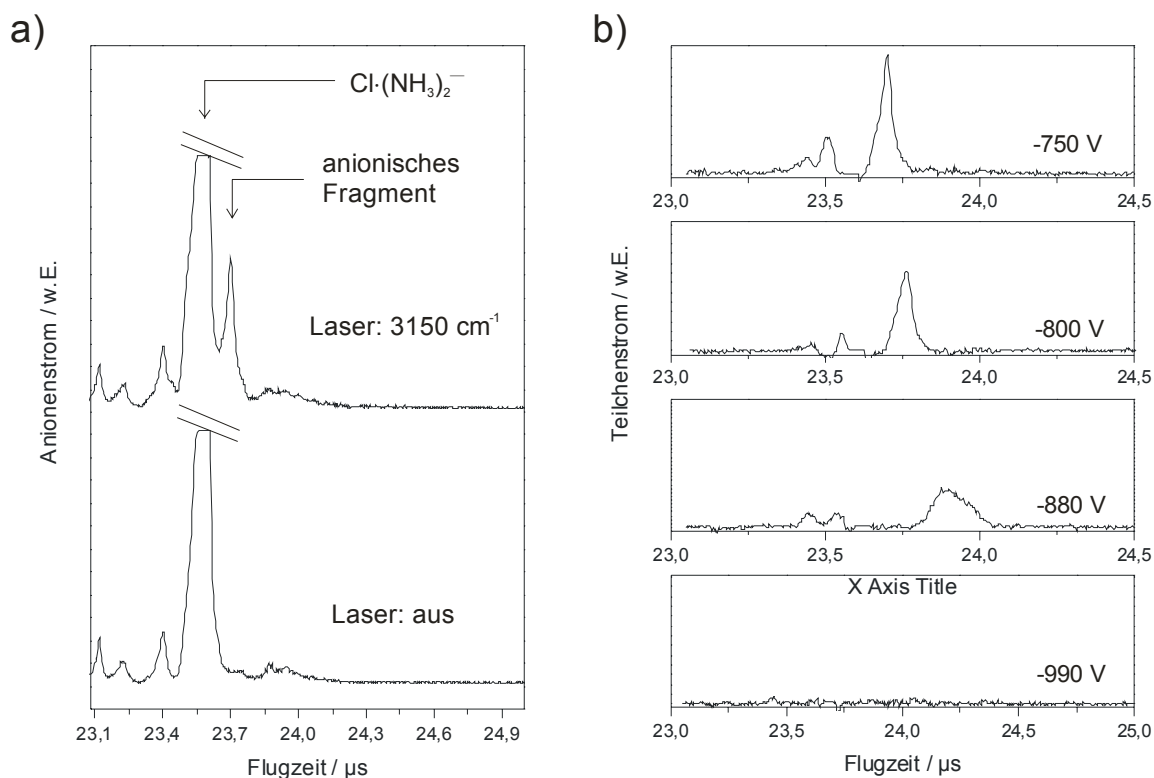 a)
Cl·(NH₃)₂⁻
anionisches
Fragment
Laser: 3150 cm⁻¹
Laser: aus
Anionenstrom / w.E.
23,1 23,4 23,7 24,0 24,3 24,6 24,9
Flugzeit / µs
b)
-750 V
23,0 23,5 24,0 24,5
-800 V
23,0 23,5 24,0 24,5
-880 V
23,0 23,5 24,0 24,5
X Axis Title
-990 V
23,0 23,5 24,0 24,5 25,0
Teilchenstrom / w.E.
Flugzeit / µs